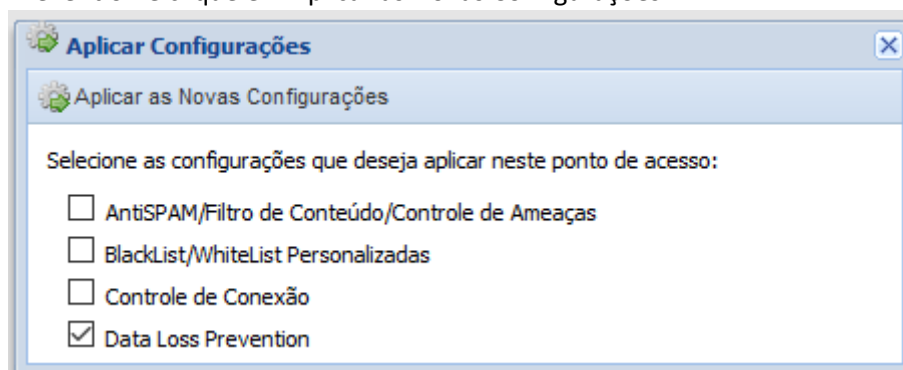 Aplicar Configurações
Aplicar as Novas Configurações
Selecione as configurações que deseja aplicar neste ponto de acesso:
AntiSPAM/Filtro de Conteúdo/Controle de Ameaças
BlackList/WhiteList Personalizadas
Controle de Conexão
Data Loss Prevention